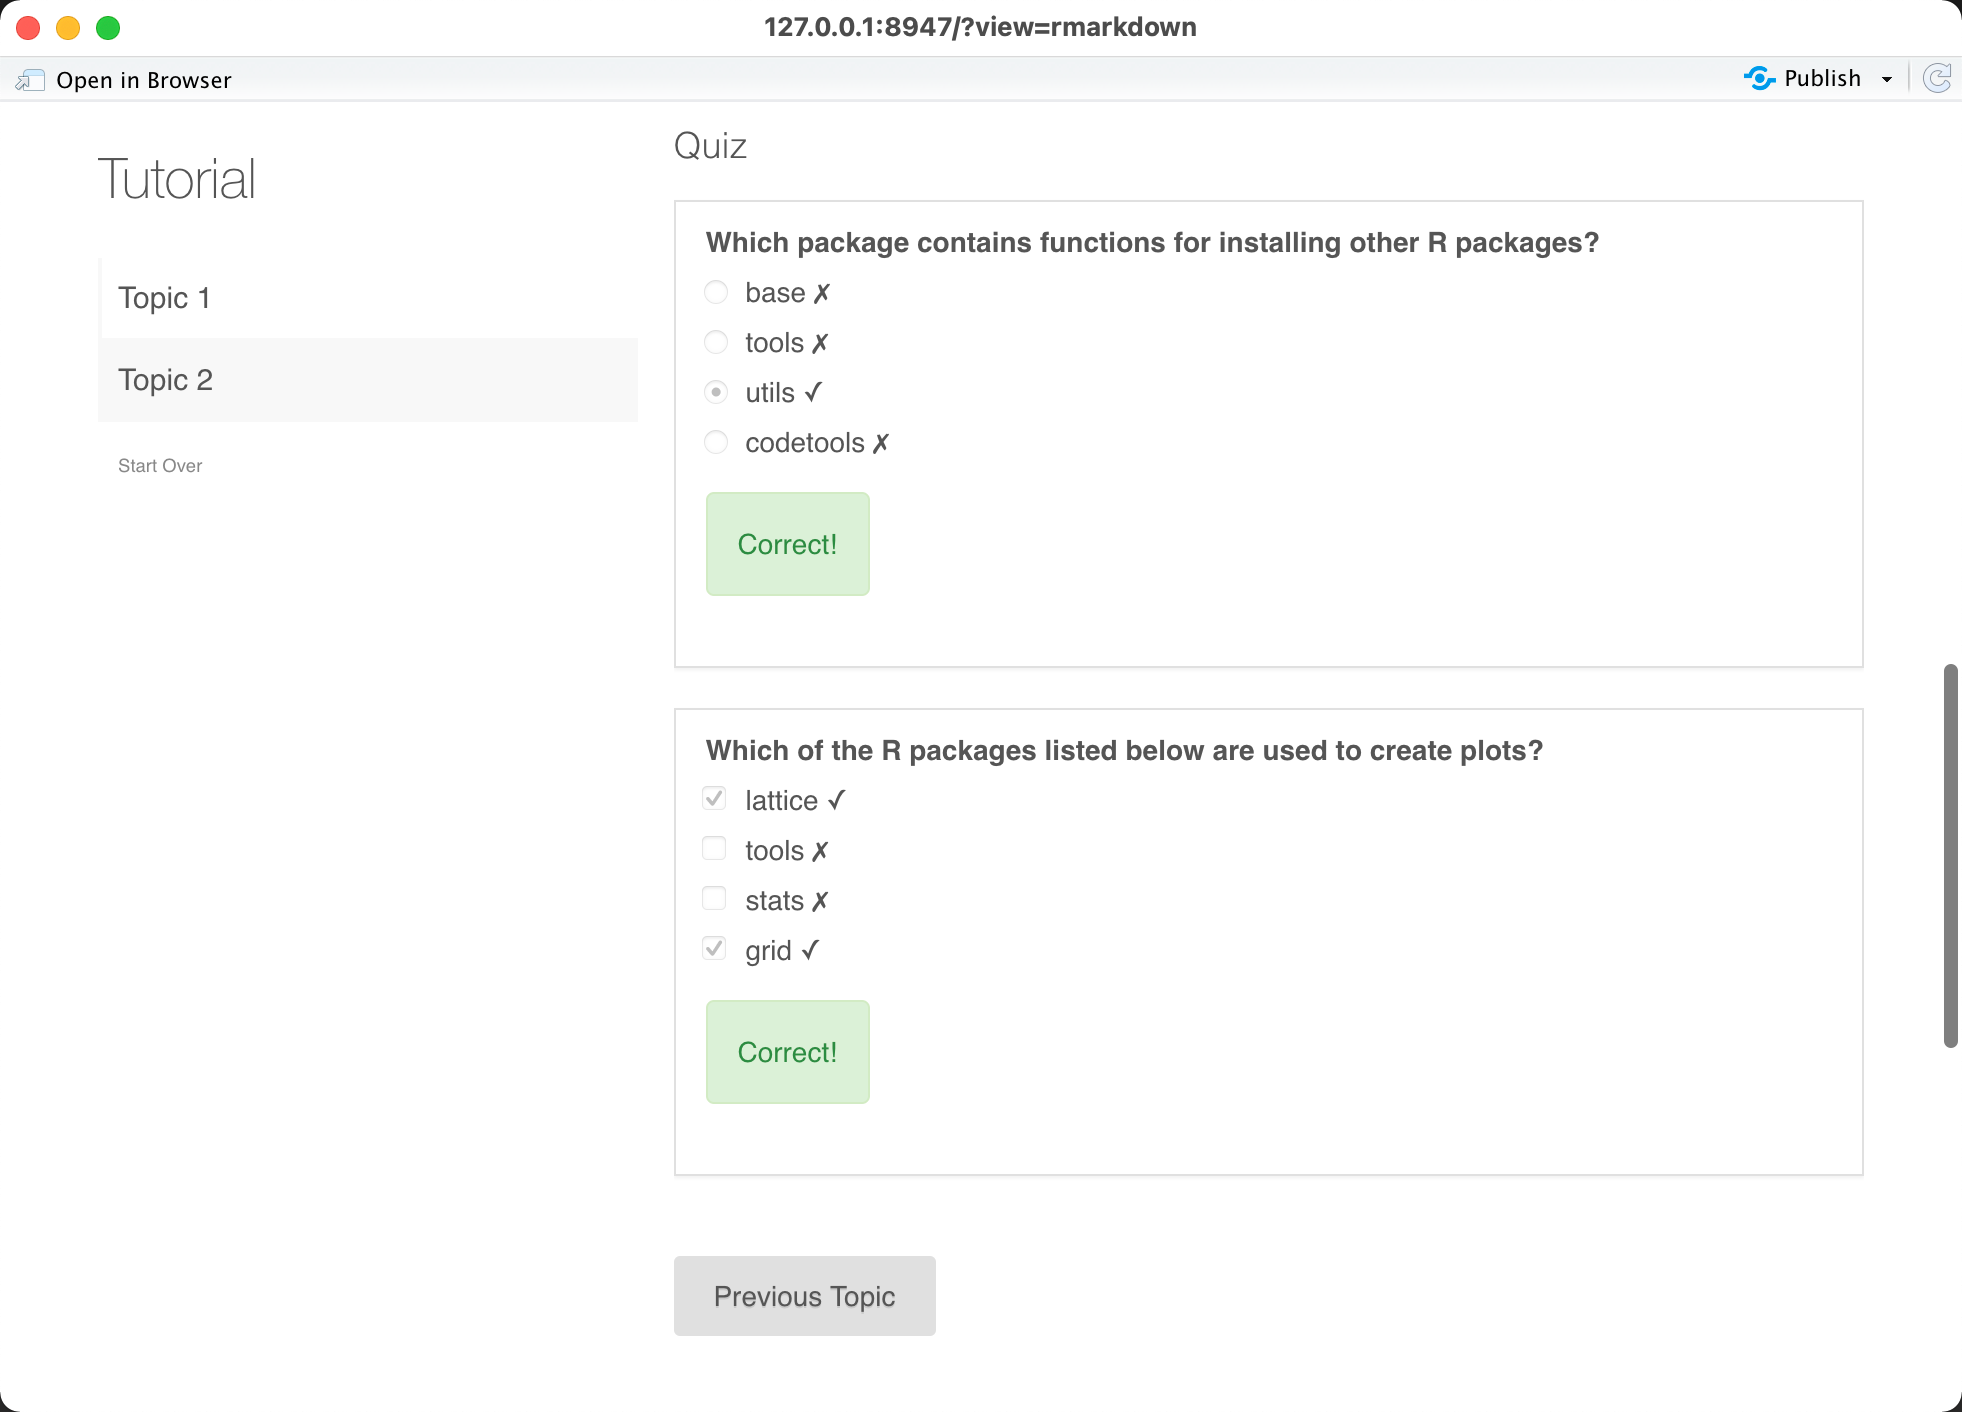 127.0.0.1:8947/?view=rmarkdown
Open in Browser
Publish
Tutorial
Topic 1
Topic 2
Start Over
Quiz
Which package contains functions for installing other R packages?
base ✗
tools ✗
utils ✓
codetools ✗
Correct!
Which of the R packages listed below are used to create plots?
lattice ✓
tools ✗
stats ✗
grid ✓
Correct!
Previous Topic